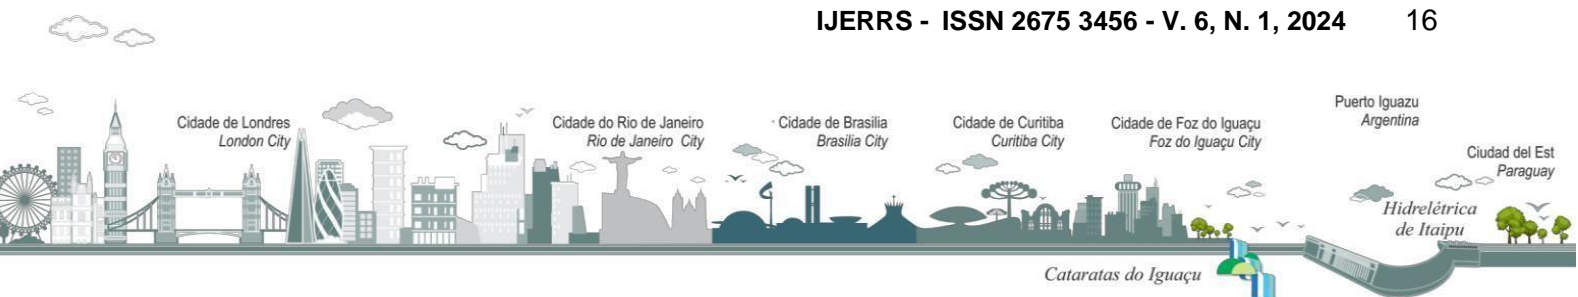 IJERRS - ISSN 2675 3456 - V. 6, N. 1, 2024 16
Cidade de Londres
London City
Cidade do Rio de Janeiro
Rio de Janeiro City
Cidade de Brasilia
Brasilia City
Cidade de Curitiba
Curitiba City
Cidade de Foz do Iguaçu
Foz do Iguaçu City
Puerto Iguazu
Argentina
Ciudad del Est
Paraguay
Hidrelétrica
de Itaipu
Cataratas do Iguaçu